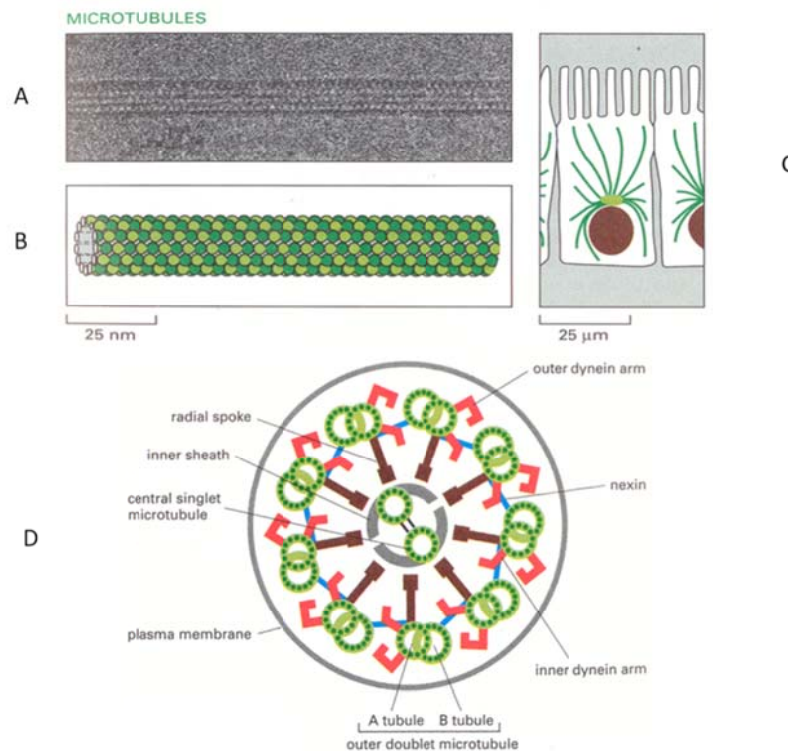 MICROTUBULES
A
B
25 nm
25 μm
outer dynein arm
radial spoke
inner sheath
central singlet
microtubule
nexin
D
plasma membrane
inner dynein arm
A tubule B tubule
outer doublet microtubule